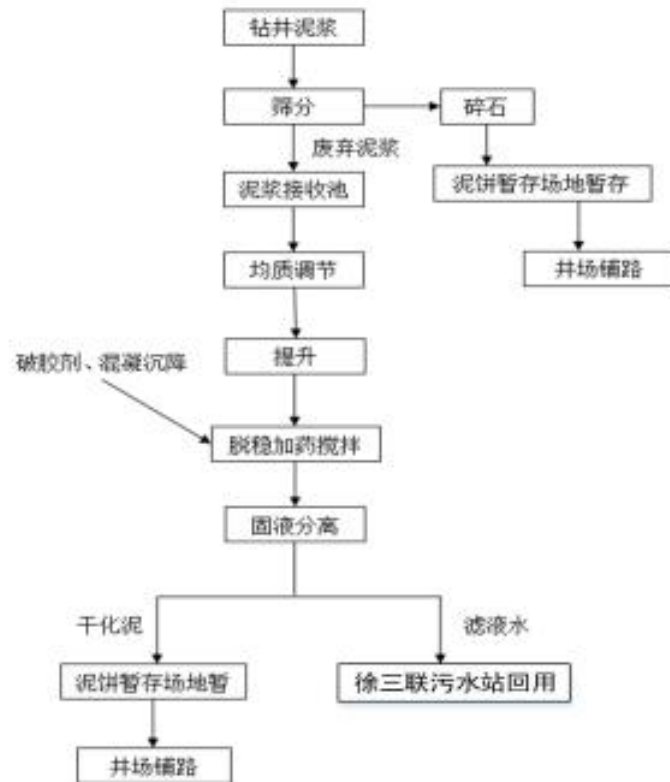 钻井泥浆
筛分
碎石
废弃泥浆
泥浆接收池
泥饼暂存场地暂存
均质调节
井场铺路
提升
破胶剂、混凝沉降
脱稳加药搅拌
固液分离
干化泥
滤液水
泥饼暂存场地暂
徐三联污水站回用
井场铺路